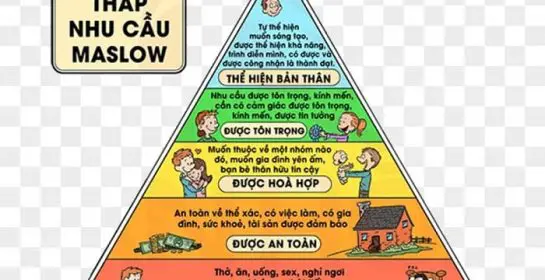 THÁP
NHU CẦU
MASLOW
Tự thể hiện
muốn sáng tạo,
được thể hiện khả năng,
trình diễn mình, có được và
được công nhận là thành đạt.
THỂ HIỆN BẢN THÂN
Nhu cầu được tôn trọng, kính mến,
cần có cảm giác được tôn trọng,
kính mến, được tin tưởng
ĐƯỢC TÔN TRỌNG
Muốn thuộc về một nhóm nào
đó, muốn gia đình yên ấm,
bạn bè thân hữu tin cậy
ĐƯỢC HOÀ HỢP
An toàn về thể xác, có việc làm, có gia
đình, sức khoẻ, tài sản được đảm bảo
ĐƯỢC AN TOÀN
Thở, ăn, uống, sex, nghỉ ngơi